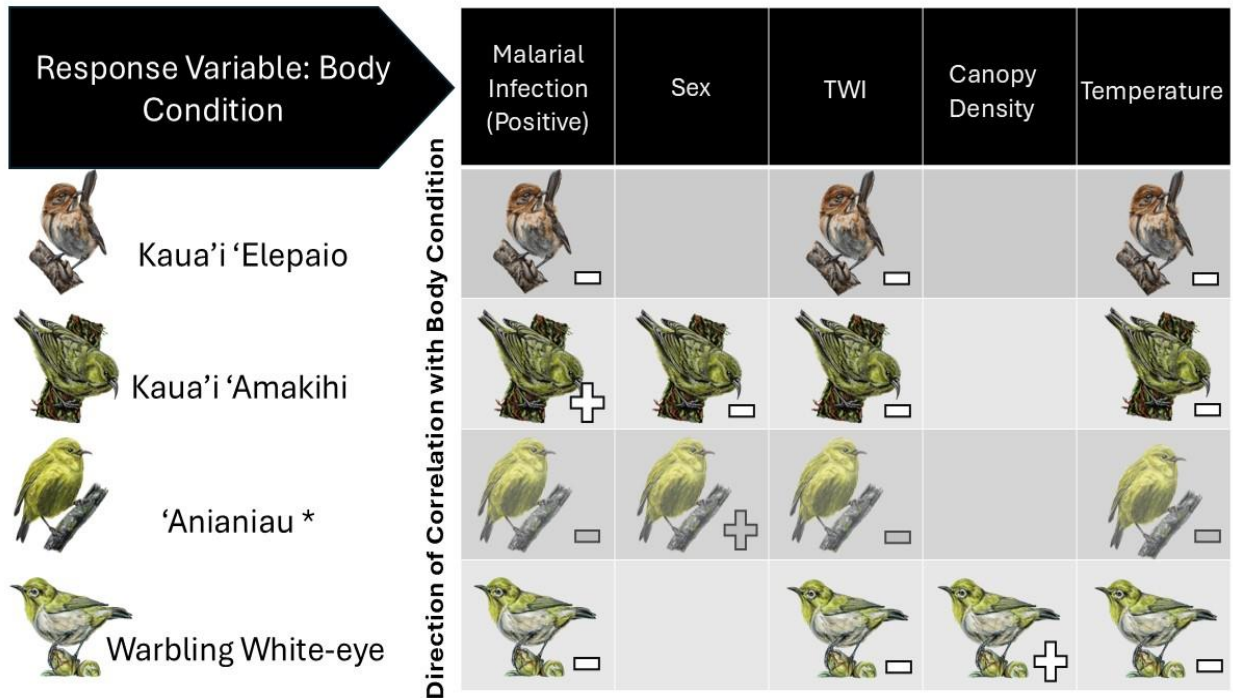 Response Variable: Body
Condition
Malarial
Infection
(Positive)
Sex
TWI
Canopy
Density
Temperature
Direction of Correlation with Body Condition
Kaua’i ‘Elepaio
Kaua’i ‘Amakihi
‘Anianiau *
Warbling White-eye